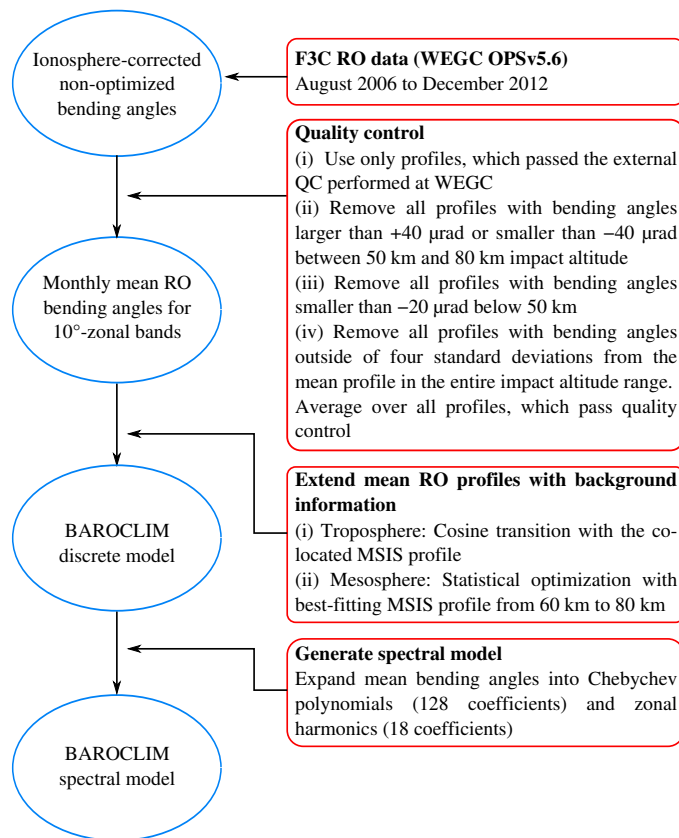 Ionosphere-corrected
non-optimized
bending angles
F3C RO data (WEGC OPSv5.6)
August 2006 to December 2012
Quality control
(i) Use only profiles, which passed the external
QC performed at WEGC
(ii) Remove all profiles with bending angles
larger than +40 μrad or smaller than −40 μrad
between 50 km and 80 km impact altitude
(iii) Remove all profiles with bending angles
smaller than −20 μrad below 50 km
(iv) Remove all profiles with bending angles
outside of four standard deviations from the
mean profile in the entire impact altitude range.
Average over all profiles, which pass quality
control
Monthly mean RO
bending angles for
10°-zonal bands
Extend mean RO profiles with background
information
(i) Troposphere: Cosine transition with the co-
located MSIS profile
(ii) Mesosphere: Statistical optimization with
best-fitting MSIS profile from 60 km to 80 km
BAROCLIM
discrete model
Generate spectral model
Expand mean bending angles into Chebychev
polynomials (128 coefficients) and zonal
harmonics (18 coefficients)
BAROCLIM
spectral model